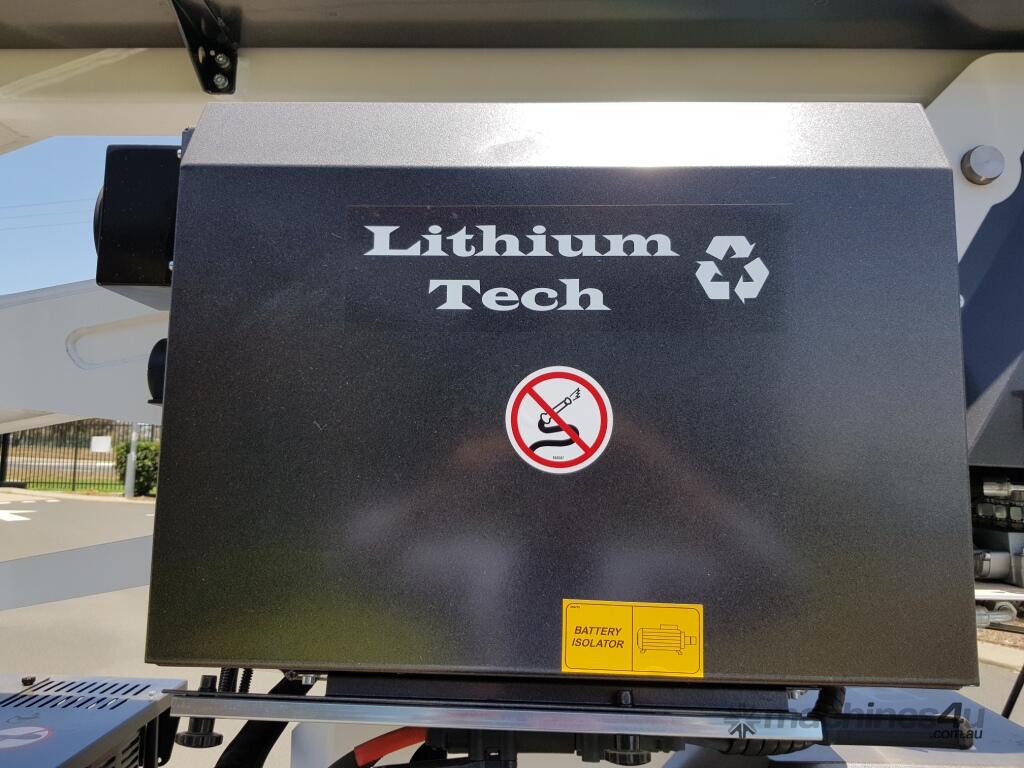 Lithium
Tech
BATTERY
ISOLATOR
machines4u
.com.au